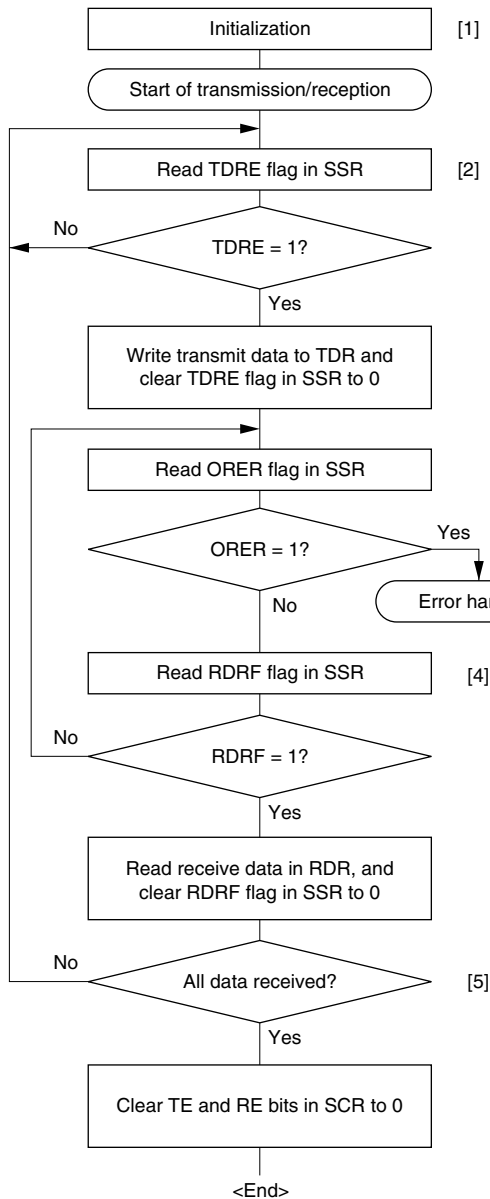 Initialization
[1]
Start of transmission/reception
Read TDRE flag in SSR
[2]
No
TDRE = 1?
Yes
Write transmit data to TDR and
clear TDRE flag in SSR to 0
Read ORER flag in SSR
Yes
ORER = 1?
No
Error har
Read RDRF flag in SSR
[4]
No
RDRF = 1?
Yes
Read receive data in RDR, and
clear RDRF flag in SSR to 0
No
All data received?
[5]
Yes
Clear TE and RE bits in SCR to 0
<End>